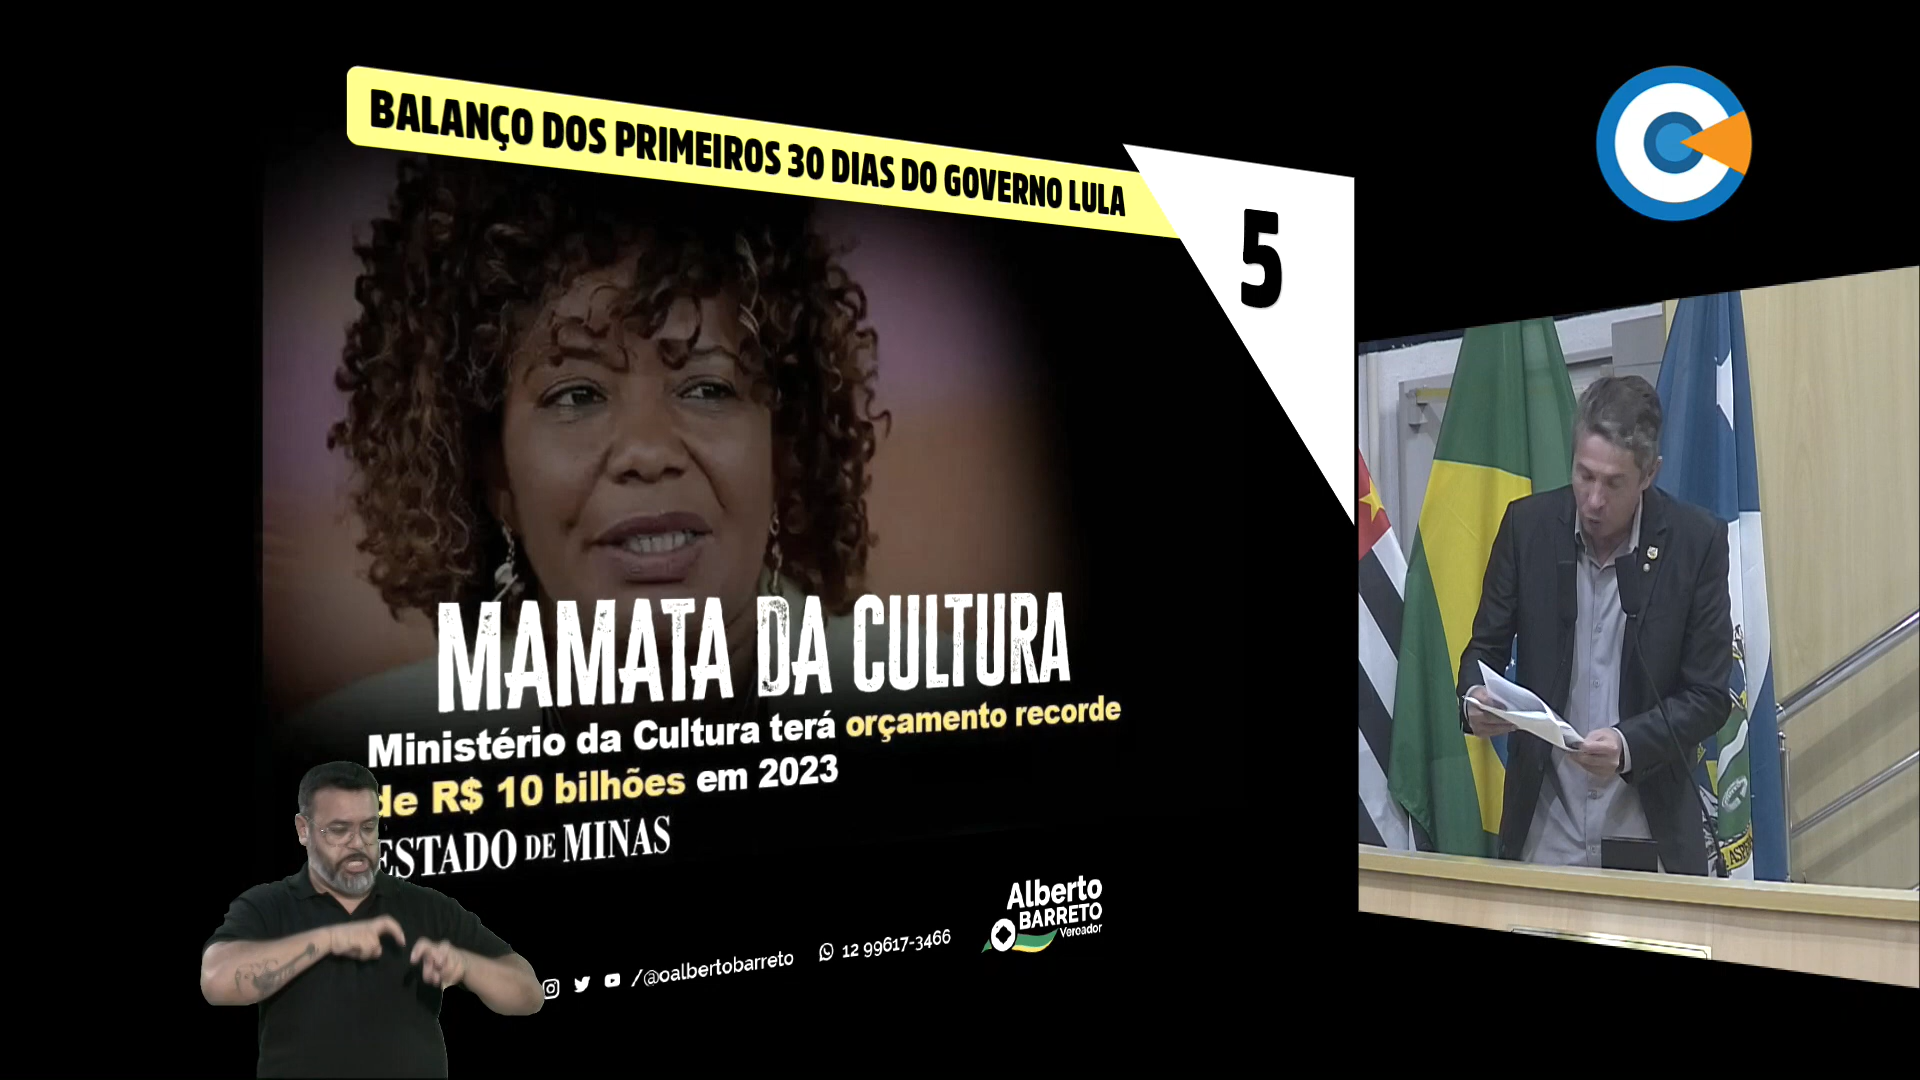 BALANÇO DOS PRIMEIROS 30 DIAS DO GOVERNO LULA
5
MAMATA DA CULTURA
Ministério da Cultura terá orçamento recorde
de R$ 10 bilhões em 2023
ESTADO DE MINAS
/@oalbertobarreto
12 99617-3466
Alberto
BARRETO
Vereador